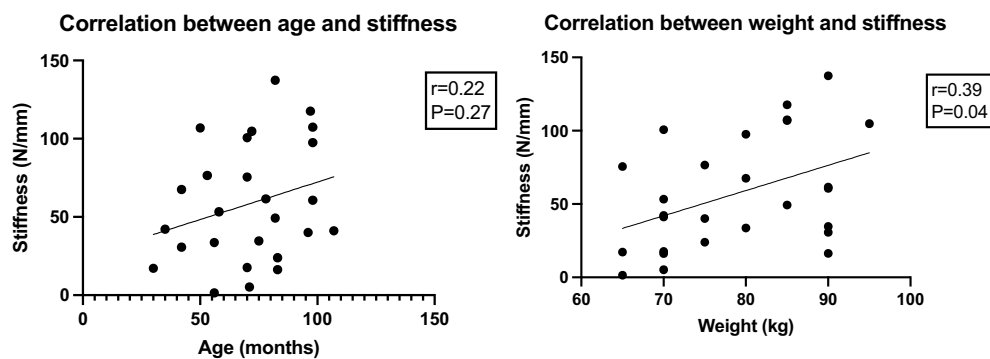 Correlation between age and stiffness
150
100
50
0
Stiffness (N/mm)
0
50
100
150
Age (months)
r=0.22
P=0.27
Correlation between weight and stiffness
150
100
50
0
Stiffness (N/mm)
60
70
80
90
100
Weight (kg)
r=0.39
P=0.04